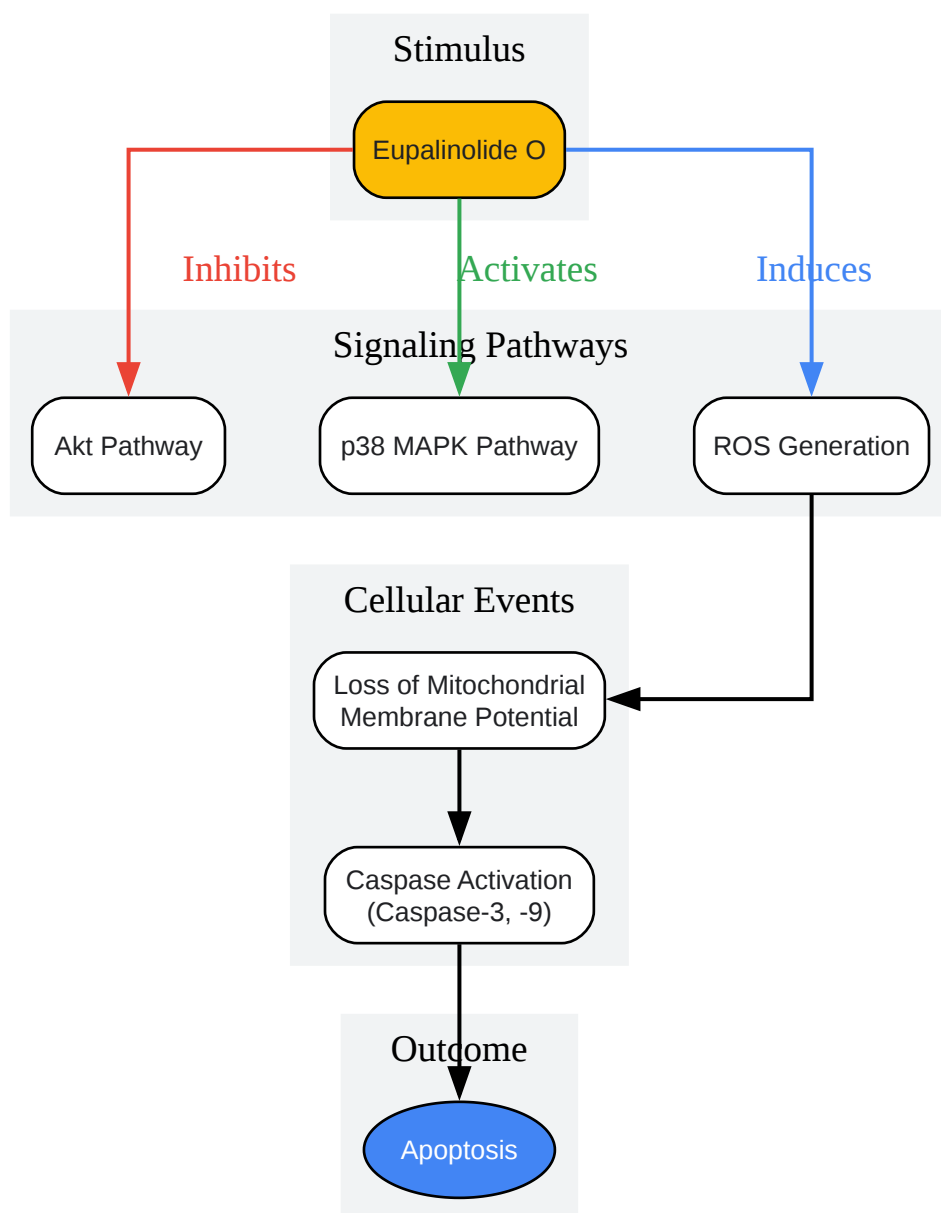 Stimulus
Eupalinolide O
Inhibits
Activates
Induces
Signaling Pathways
Akt Pathway
p38 MAPK Pathway
ROS Generation
Cellular Events
Loss of Mitochondrial
Membrane Potential
Caspase Activation
(Caspase-3, -9)
Outcome
Apoptosis